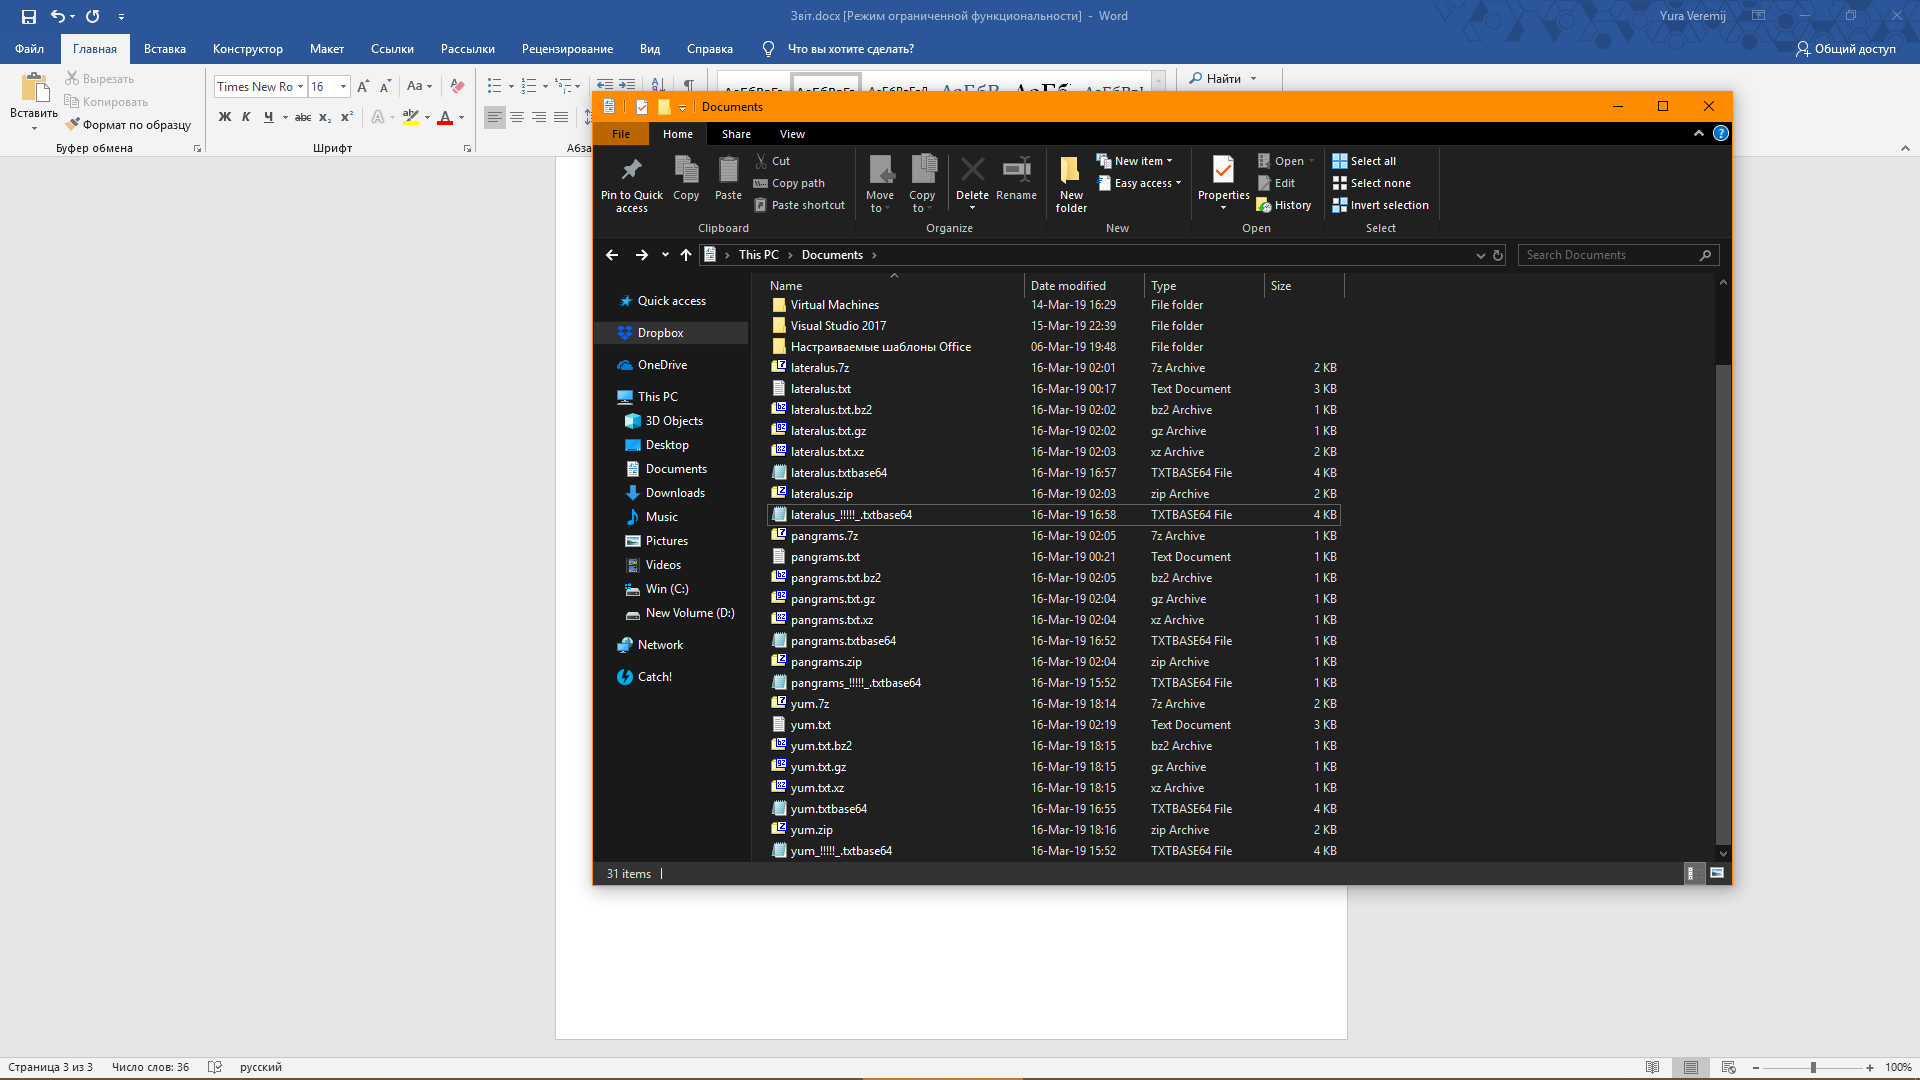 Звіт.docx [Режим ограниченной функциональности] - Word
Yura Veremij
Файл Главная Вставка Конструктор Макет Ссылки Рассылки Рецензирование Вид Справка Что вы хотите сделать? Общий доступ
Вставить
Вырезать
Копировать
Формат по образцу
Буфер обмена
Times New Ro 16
Ж К Ч abc x₂ x²
Aa
Шрифт
Абза
Найти
Documents
File Home Share View
Pin to Quick access
Copy
Paste
Cut
Copy path
Paste shortcut
Clipboard
Move to
Copy to
Delete
Rename
Organize
New folder
New item
Easy access
New
Properties
Open
Edit
History
Open
Select all
Select none
Invert selection
Select
This PC > Documents >
Search Documents
Quick access
Dropbox
OneDrive
This PC
3D Objects
Desktop
Documents
Downloads
Music
Pictures
Videos
Win (C:)
New Volume (D:)
Network
Catch!
Name Date modified Type Size
Virtual Machines 14-Mar-19 16:29 File folder
Visual Studio 2017 15-Mar-19 22:39 File folder
Настраиваемые шаблоны Office 06-Mar-19 19:48 File folder
lateralus.7z 16-Mar-19 02:01 7z Archive 2 KB
lateralus.txt 16-Mar-19 00:17 Text Document 3 KB
lateralus.txt.bz2 16-Mar-19 02:02 bz2 Archive 1 KB
lateralus.txt.gz 16-Mar-19 02:02 gz Archive 1 KB
lateralus.txt.xz 16-Mar-19 02:03 xz Archive 2 KB
lateralus.txtbase64 16-Mar-19 16:57 TXTBASE64 File 4 KB
lateralus.zip 16-Mar-19 02:03 zip Archive 2 KB
lateralus_!!!!!_.txtbase64 16-Mar-19 16:58 TXTBASE64 File 4 KB
pangrams.7z 16-Mar-19 02:05 7z Archive 1 KB
pangrams.txt 16-Mar-19 00:21 Text Document 1 KB
pangrams.txt.bz2 16-Mar-19 02:05 bz2 Archive 1 KB
pangrams.txt.gz 16-Mar-19 02:04 gz Archive 1 KB
pangrams.txt.xz 16-Mar-19 02:04 xz Archive 1 KB
pangrams.txtbase64 16-Mar-19 16:52 TXTBASE64 File 1 KB
pangrams.zip 16-Mar-19 02:04 zip Archive 1 KB
pangrams_!!!!!_.txtbase64 16-Mar-19 15:52 TXTBASE64 File 1 KB
yum.7z 16-Mar-19 18:14 7z Archive 2 KB
yum.txt 16-Mar-19 02:19 Text Document 3 KB
yum.txt.bz2 16-Mar-19 18:15 bz2 Archive 1 KB
yum.txt.gz 16-Mar-19 18:15 gz Archive 1 KB
yum.txt.xz 16-Mar-19 18:15 xz Archive 1 KB
yum.txtbase64 16-Mar-19 16:55 TXTBASE64 File 4 KB
yum.zip 16-Mar-19 18:16 zip Archive 2 KB
yum_!!!!!_.txtbase64 16-Mar-19 15:52 TXTBASE64 File 4 KB
31 items
Страница 3 из 3 Число слов: 36 русский 100%